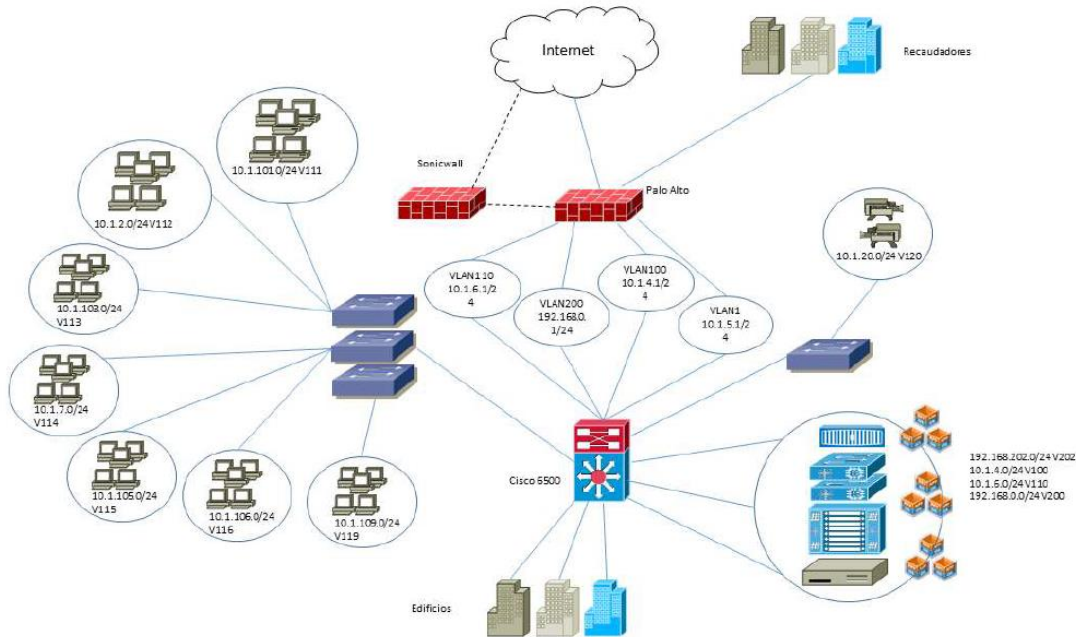 Internet
Recaudadores
Sonicwall
Palo Alto
10.1.101.0/24 V111
10.1.2.0/24 V112
10.1.20.0/24 V120
VLAN110
10.1.6.1/2
4
VLAN200
192.168.0.
1/24
VLAN100
10.1.4.1/2
4
VLAN1
10.1.5.1/2
4
10.1.103.0/24
V113
10.1.7.0/24
V114
10.1.105.0/24
V115
10.1.106.0/24
V116
10.1.109.0/24
V119
Cisco 6500
192.168.202.0/24 V202
10.1.4.0/24 V100
10.1.6.0/24 V110
192.168.0.0/24 V200
Edificios